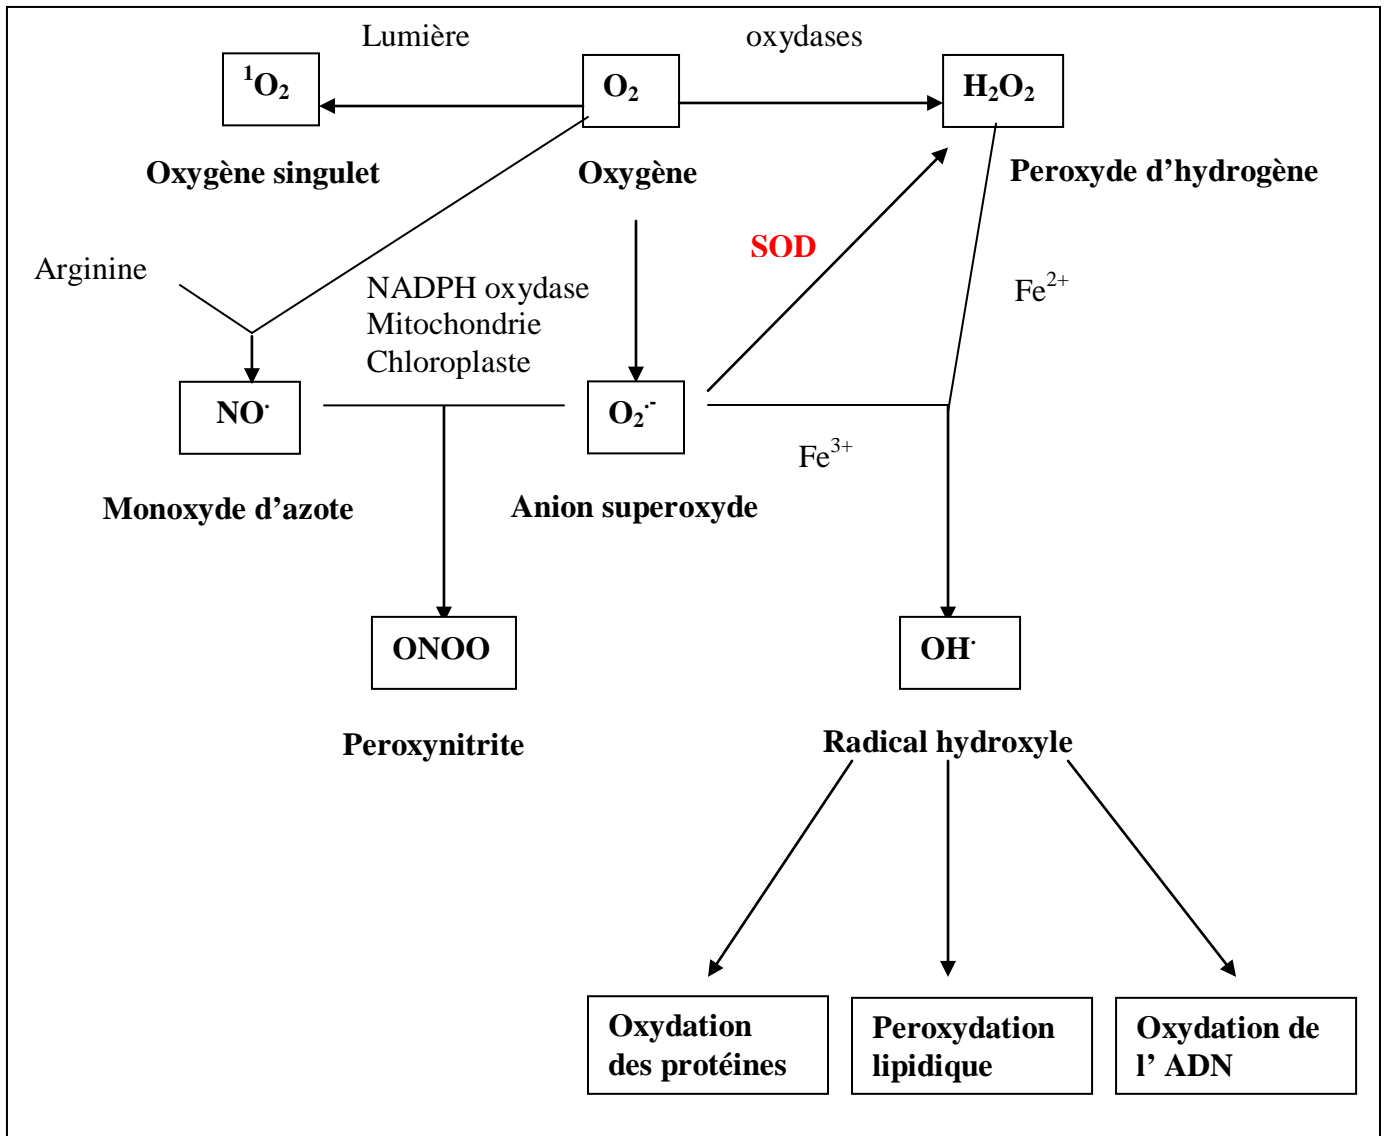 Lumière
oxydases
¹O₂
O₂
H₂O₂
Oxygène singulet
Oxygène
Peroxyde d’hydrogène
SOD
Arginine
NADPH oxydase
Mitochondrie
Chloroplaste
Fe²⁺
NO·
O₂·⁻
Fe³⁺
Monoxyde d’azote
Anion superoxyde
ONOO
OH·
Peroxynitrite
Radical hydroxyle
Oxydation
des protéines
Peroxydation
lipidique
Oxydation de
l’ ADN